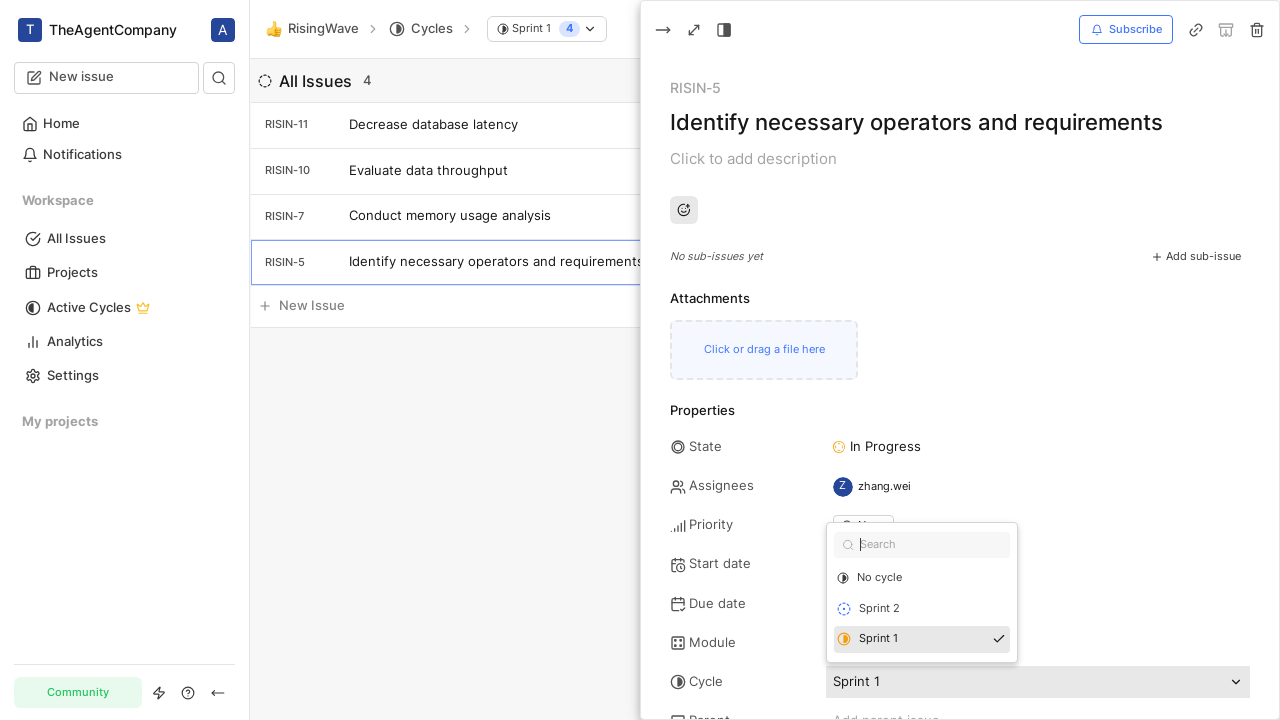 T TheAgentCompany A
New issue
Home
Notifications
Workspace
All Issues
Projects
Active Cycles
Analytics
Settings
My projects
Community
RisingWave Cycles Sprint 1 4
All Issues 4
RISIN-11 Decrease database latency
RISIN-10 Evaluate data throughput
RISIN-7 Conduct memory usage analysis
RISIN-5 Identify necessary operators and requirements
New Issue
Subscribe
RISIN-5
Identify necessary operators and requirements
Click to add description
No sub-issues yet Add sub-issue
Attachments
Click or drag a file here
Properties
State In Progress
Assignees Z zhang.wei
Priority
Start date
Due date
Module
Search
No cycle
Sprint 2
Sprint 1
Cycle Sprint 1
Parent Add parent issue